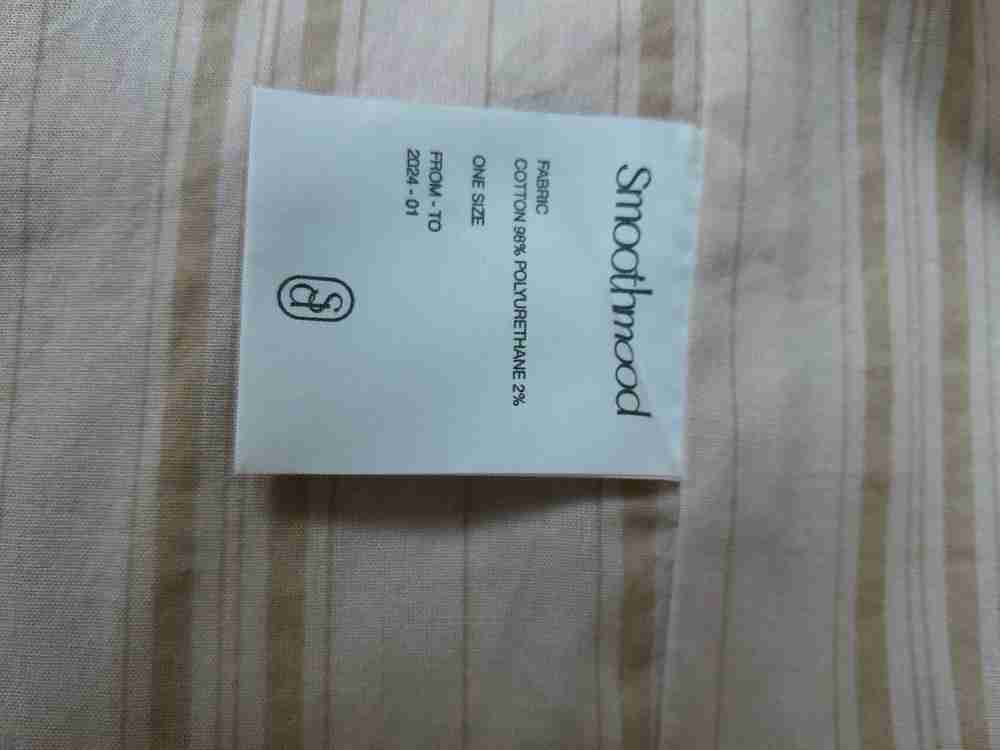 Smoothmood
FABRIC
COTTON 98% POLYURETHANE 2%
ONE SIZE
FROM - TO
2024 - 01